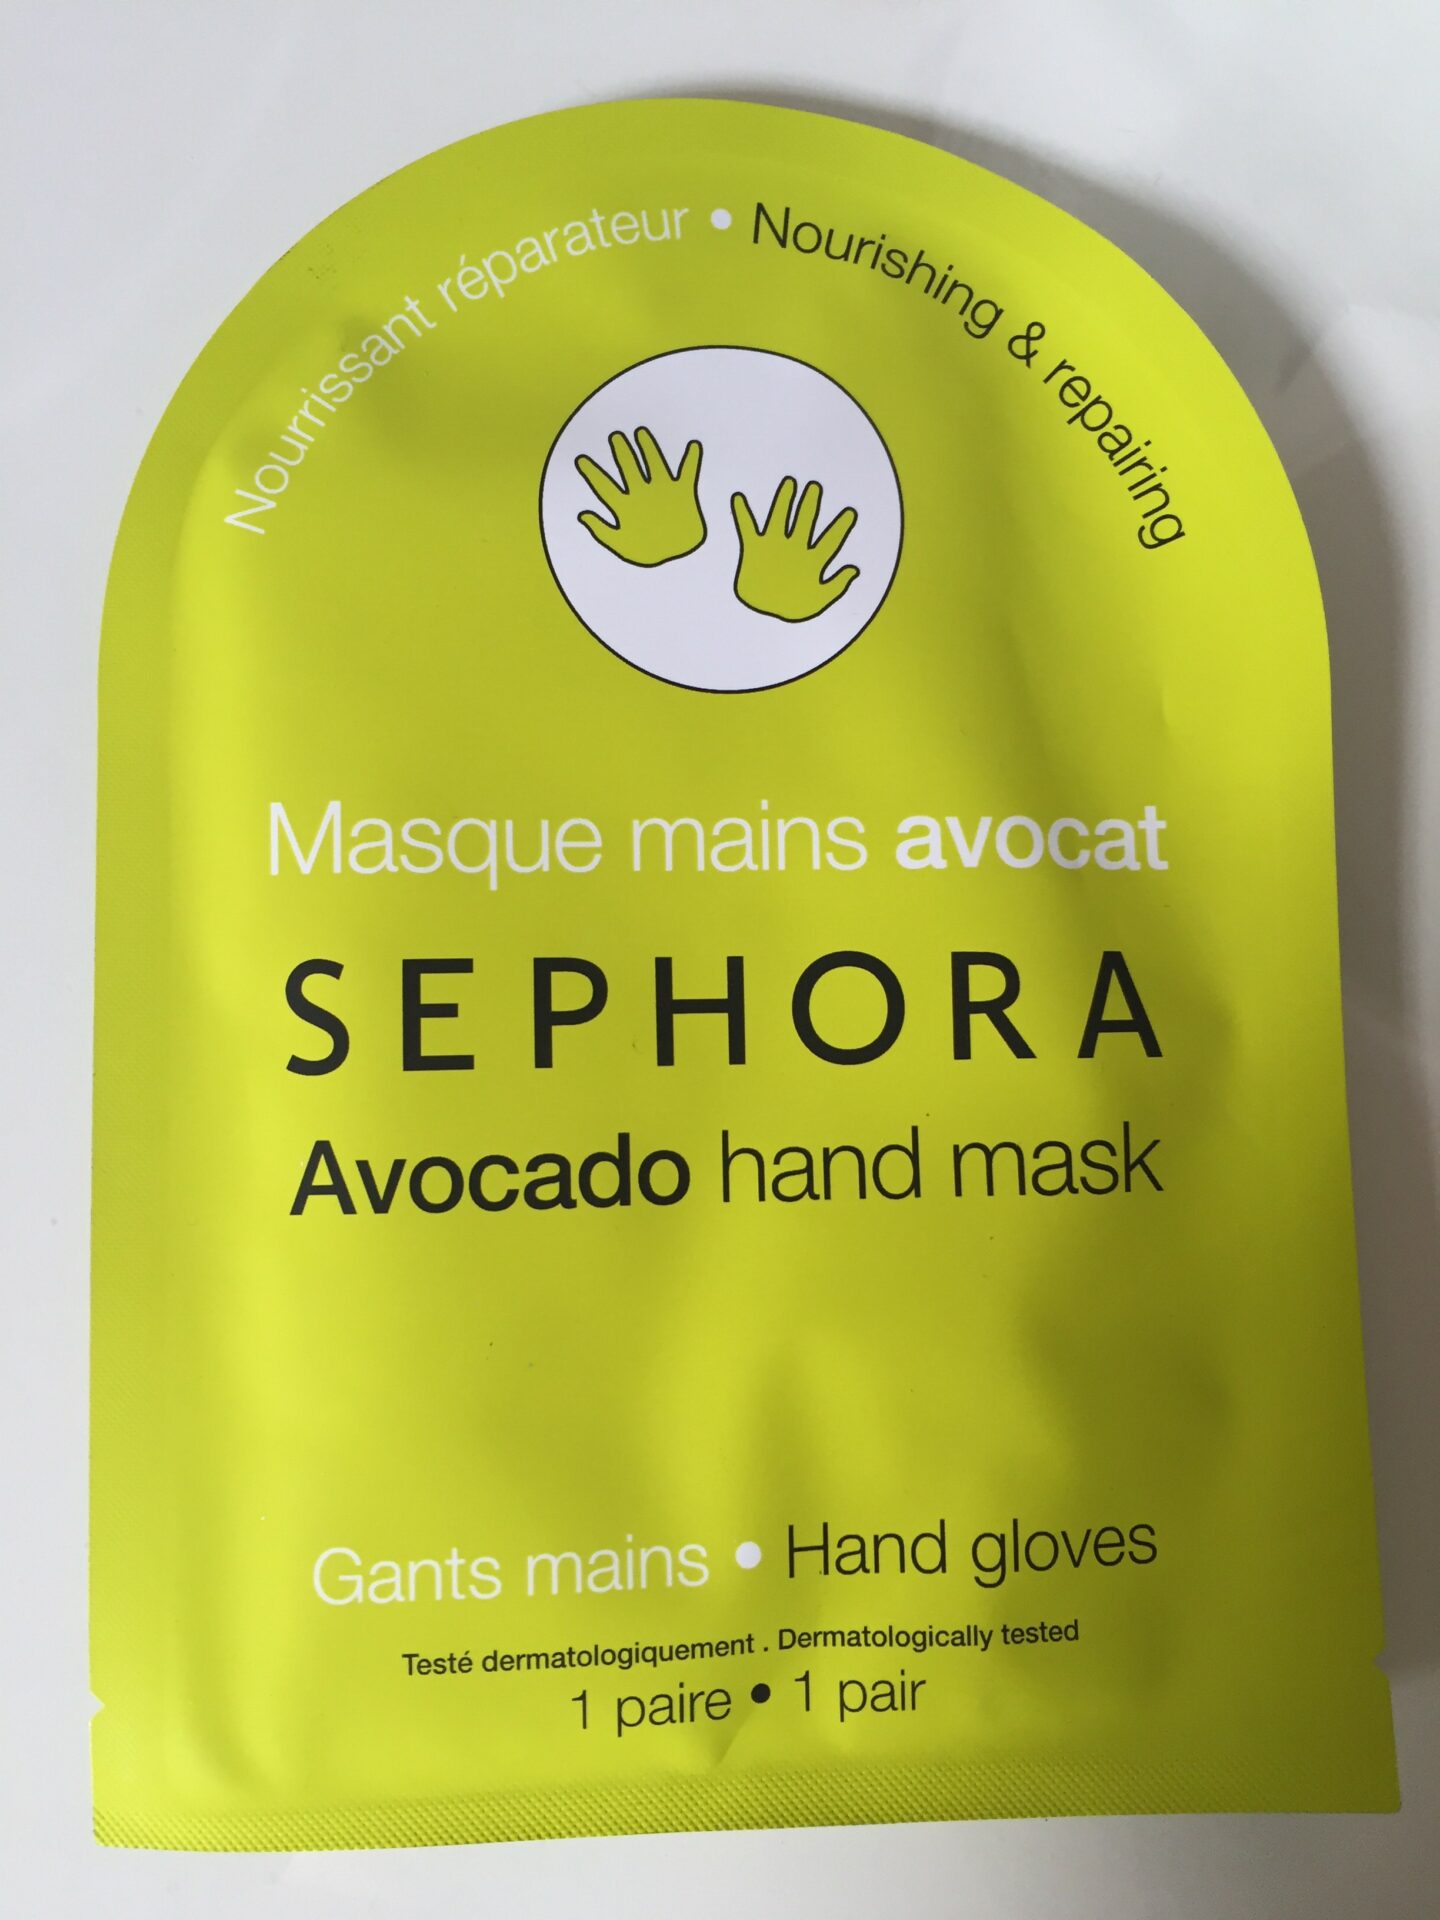 Nourrissant réparateur • Nourishing & repairing
Masque mains avocat
SEPHORA
Avocado hand mask
Gants mains • Hand gloves
Testé dermatologiquement . Dermatologically tested
1 paire • 1 pair